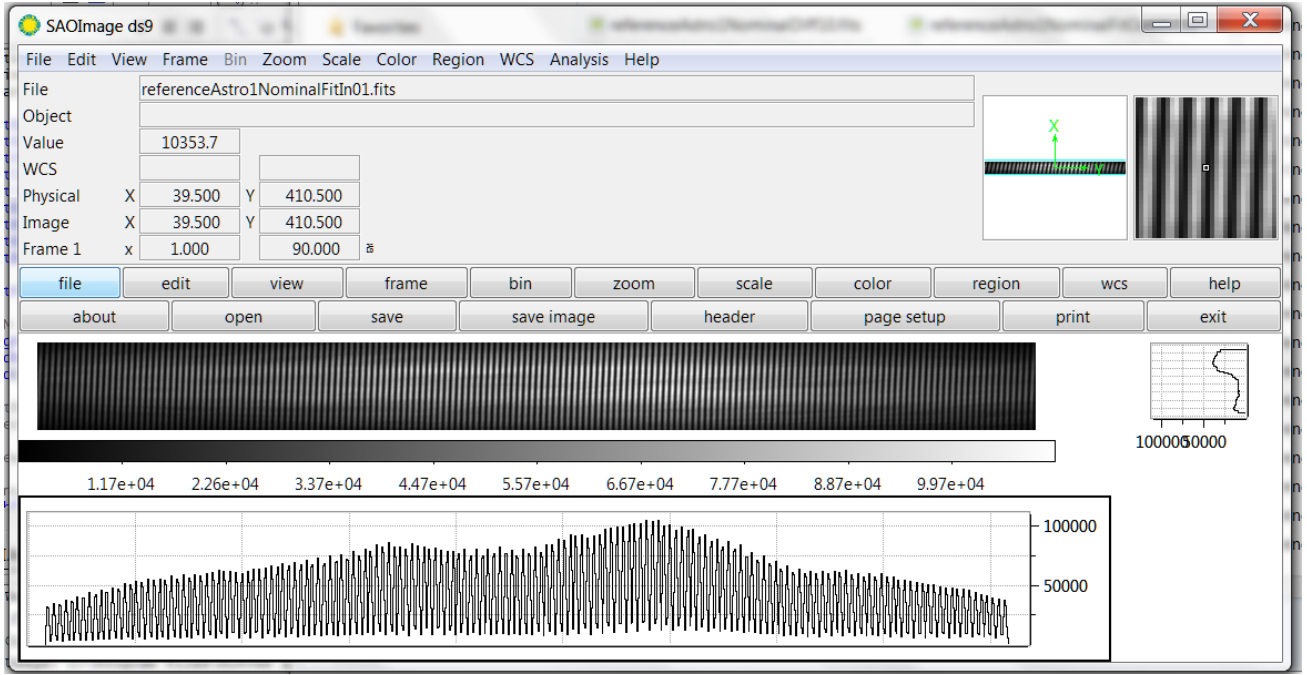 SAOImage ds9
File Edit View Frame Bin Zoom Scale Color Region WCS Analysis Help
File referenceAstro1NominalFitIn01.fits
Object
Value 10353.7
WCS
Physical X 39.500 Y 410.500
Image X 39.500 Y 410.500
Frame 1 x 1.000 90.000
X
Y
file edit view frame bin zoom scale color region wcs help
about open save save image header page setup print exit
100000 50000
1.17e+04 2.26e+04 3.37e+04 4.47e+04 5.57e+04 6.67e+04 7.77e+04 8.87e+04 9.97e+04
100000
50000